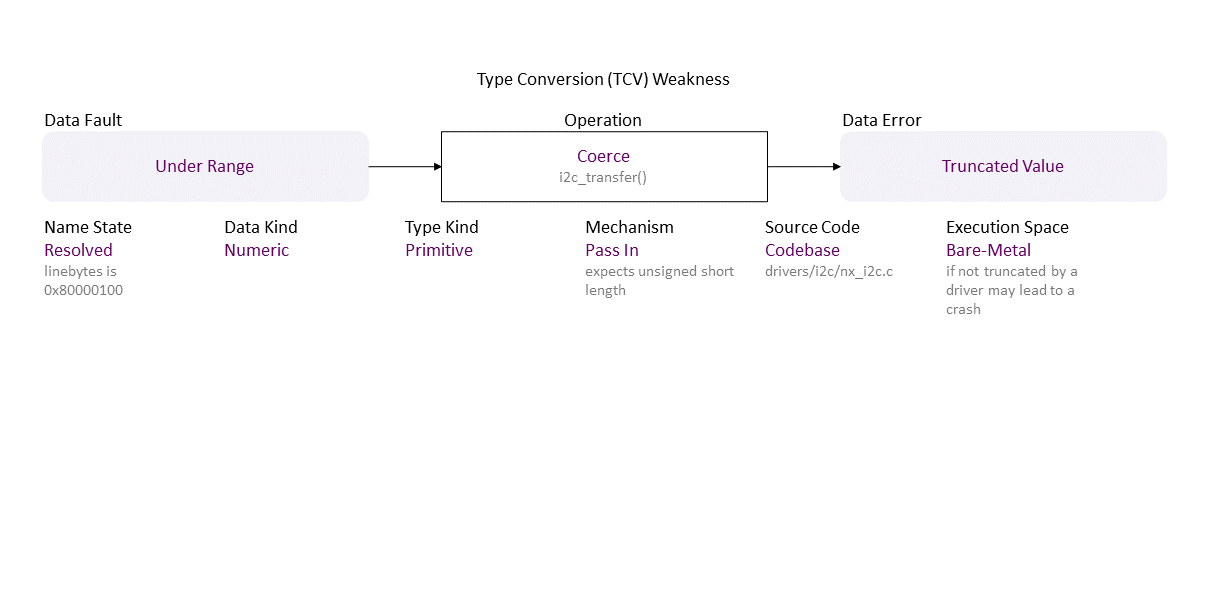 Type Conversion (TCV) Weakness
Data Fault
Operation
Data Error
Under Range
Coerce
i2c_transfer()
Truncated Value
Name State
Resolved
linebytes is
0x80000100
Data Kind
Numeric
Type Kind
Primitive
Mechanism
Pass In
expects unsigned short
length
Source Code
Codebase
drivers/i2c/nx_i2c.c
Execution Space
Bare-Metal
if not truncated by a
driver may lead to a
crash